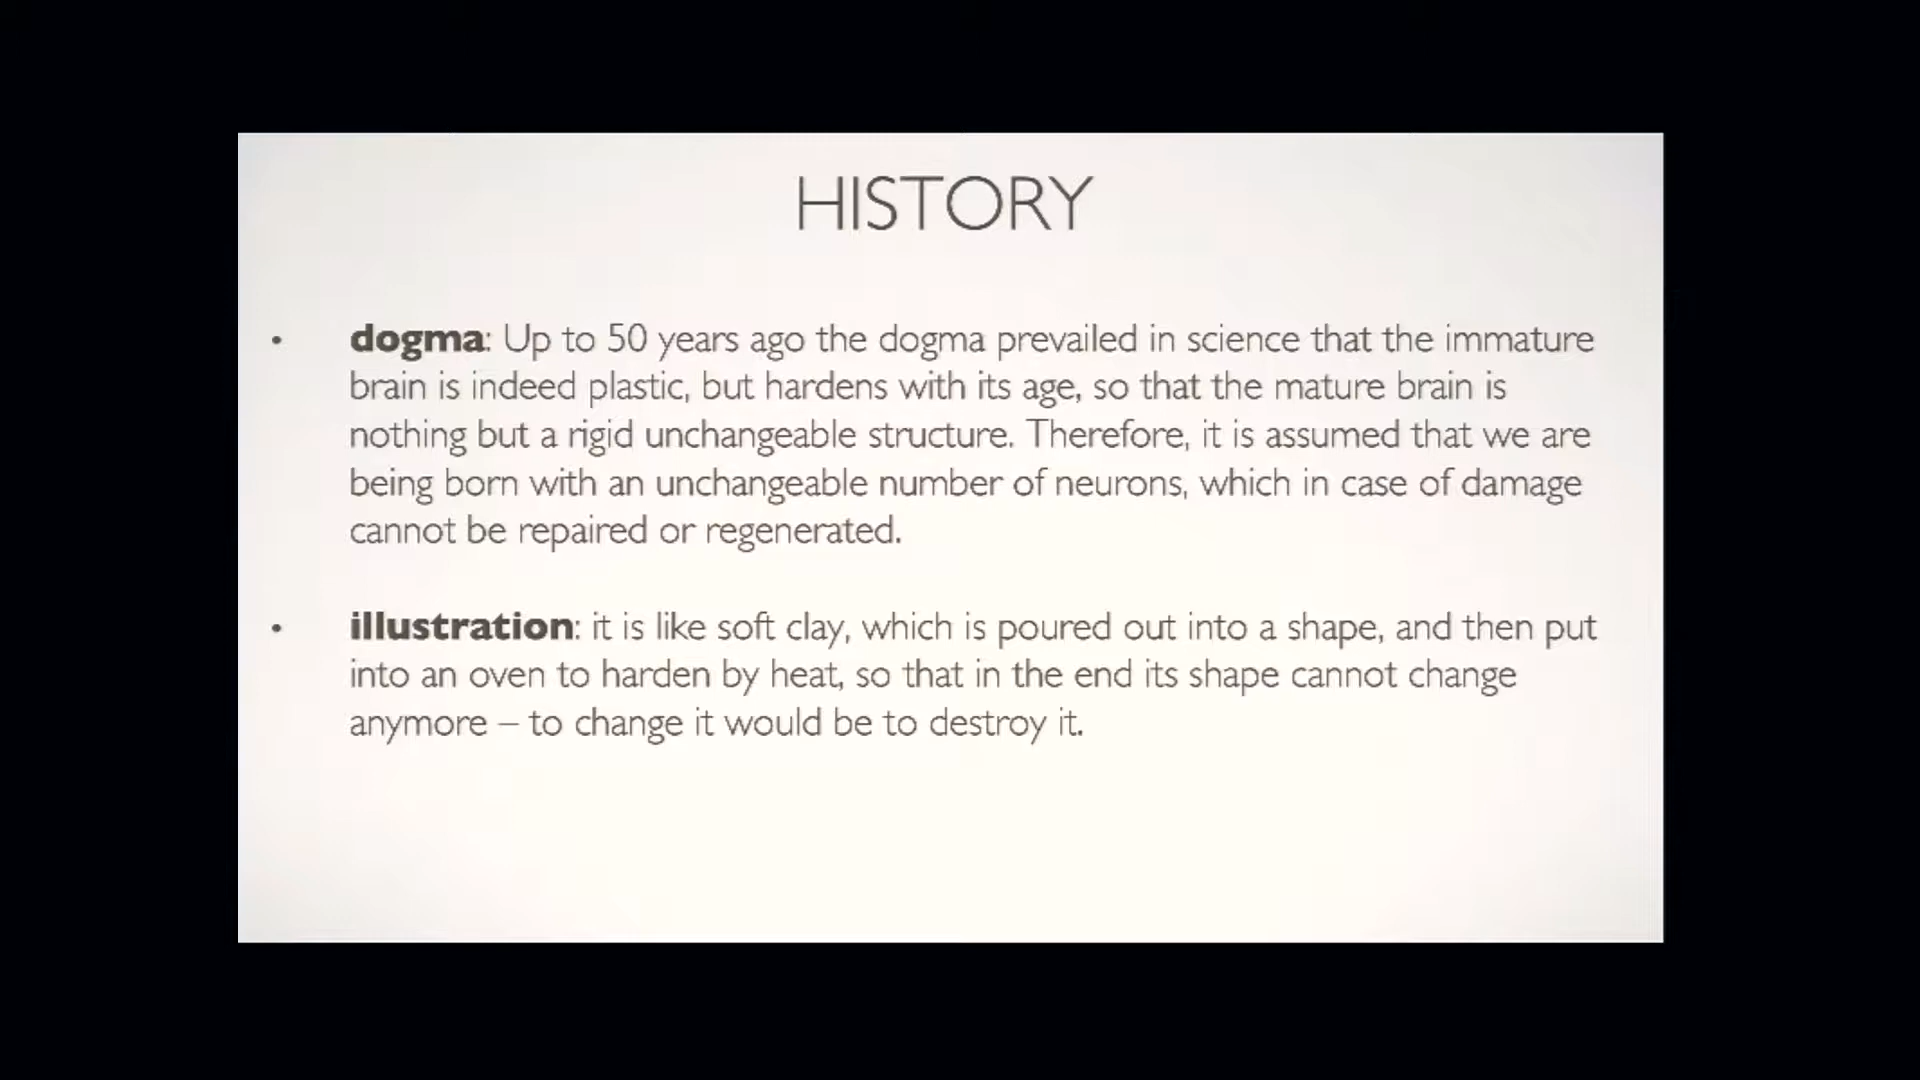 HISTORY
• dogma: Up to 50 years ago the dogma prevailed in science that the immature
brain is indeed plastic, but hardens with its age, so that the mature brain is
nothing but a rigid unchangeable structure. Therefore, it is assumed that we are
being born with an unchangeable number of neurons, which in case of damage
cannot be repaired or regenerated.
• illustration: it is like soft clay, which is poured out into a shape, and then put
into an oven to harden by heat, so that in the end its shape cannot change
anymore – to change it would be to destroy it.